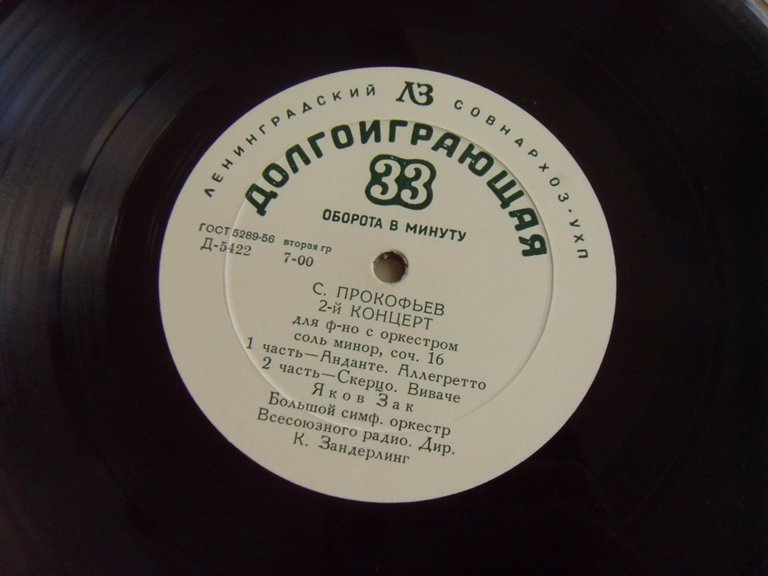 ЛЕНИНГРАДСКИЙ ЛЗ СОВНАРХОЗ·УХП
ДОЛГОИГРАЮЩАЯ
33
ОБОРОТА В МИНУТУ
ГОСТ 5289-56 вторая гр
Д-5422 7-00
С. ПРОКОФЬЕВ
2-й КОНЦЕРТ
для ф-но с оркестром
соль минор, соч. 16
1 часть—Анданте. Аллегретто
2 часть—Скерцо. Виваче
Яков Зак
Большой симф. оркестр
Всесоюзного радио. Дир.
К. Зандерлинг